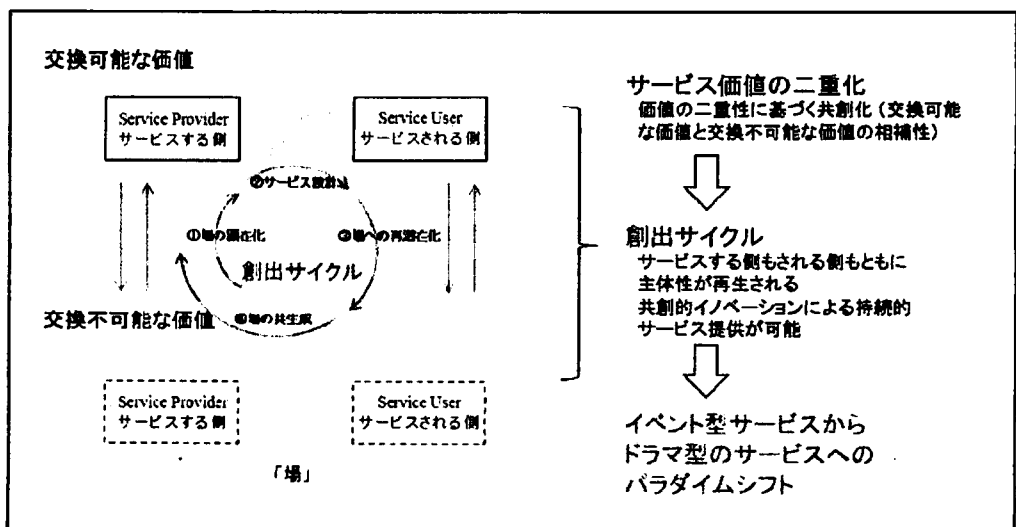 交換可能な価値
Service Provider
サービスする側
Service User
サービスされる側
②サービス設計
①場の顕在化
③場への再潜在化
創出サイクル
④場の共生成
交換不可能な価値
Service Provider
サービスする側
Service User
サービスされる側
「場」
サービス価値の二重化
価値の二重性に基づく共創化（交換可能
な価値と交換不可能な価値の相補性）
創出サイクル
サービスする側もされる側もともに
主体性が再生される
共創的イノベーションによる持続的
サービス提供が可能
イベント型サービスから
ドラマ型のサービスへの
パラダイムシフト